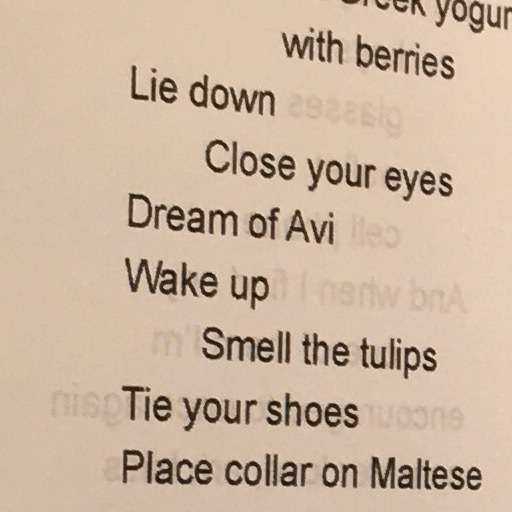 Greek yogur
with berries
Lie down
Close your eyes
Dream of Avi
Wake up
Smell the tulips
Tie your shoes
Place collar on Maltese